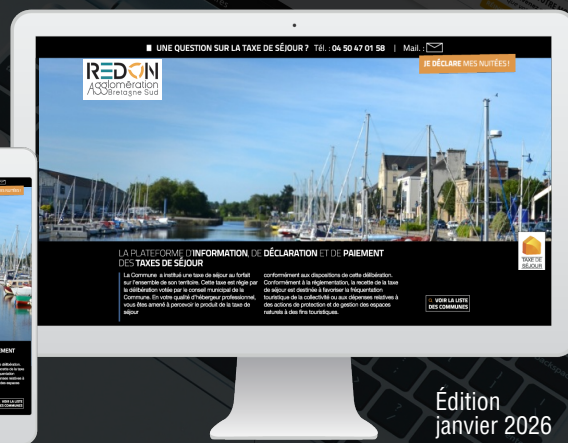 UNE QUESTION SUR LA TAXE DE SÉJOUR ? Tél. : 04 50 47 01 58 | Mail. :
JE DÉCLARE MES NUITÉES !
REDON
Agglomération
Bretagne Sud
LA PLATEFORME D'INFORMATION, DE DÉCLARATION ET DE PAIEMENT
DES TAXES DE SÉJOUR
La Commune a institué une taxe de séjour au forfait
sur l'ensemble de son territoire. Cette taxe est régie par
la délibération votée par le conseil municipal de la
Commune. En votre qualité d'hébergeur professionnel,
vous êtes amené à percevoir le produit de la taxe de
séjour
conformément aux dispositions de cette délibération.
Conformément à la réglementation, la recette de la taxe
de séjour est destinée à favoriser la fréquentation
touristique de la collectivité ou aux dépenses relatives à
des actions de protection et de gestion des espaces
naturels à des fins touristiques.
VOIR LA LISTE
DES COMMUNES
TAXE DE
SÉJOUR
Édition
janvier 2026